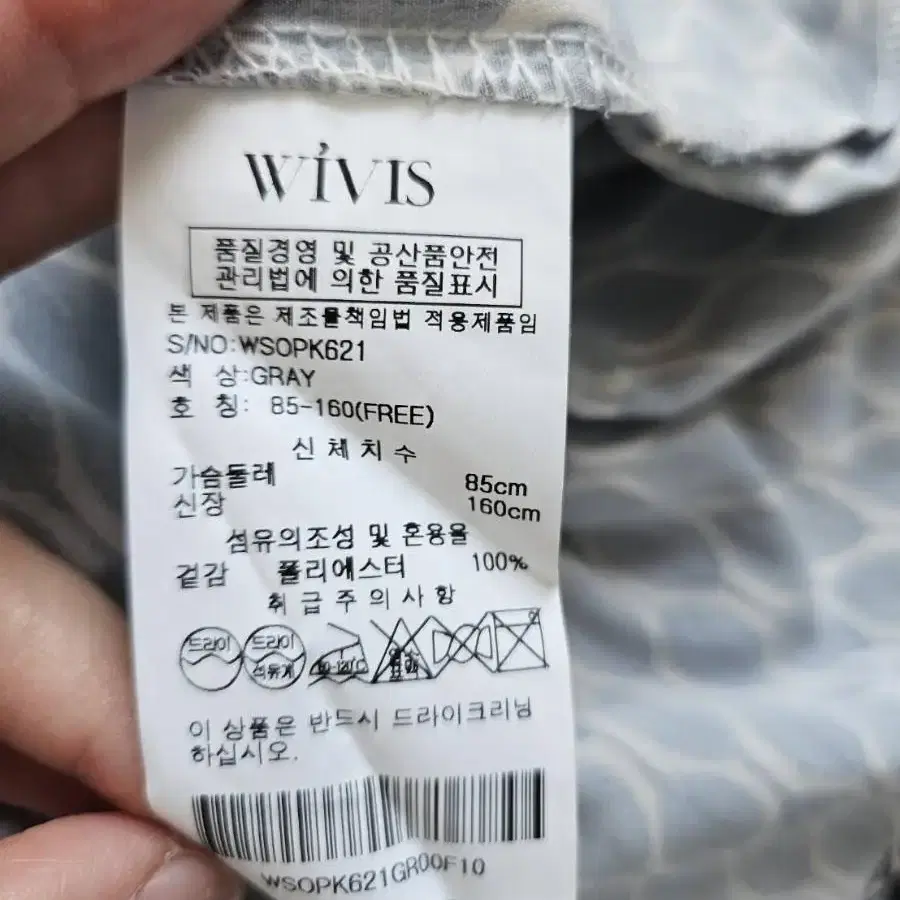 WIVIS
품질경영 및 공산품안전
관리법에 의한 품질표시
본 제품은 제조물책임법 적용제품임
S/NO:WSOPK621
색 상:GRAY
호 칭: 85-160(FREE)
신체치수
가슴둘레 85cm
신장 160cm
섬유의조성 및 혼용율
겉감 폴리에스터 100%
취급주의사항
드라이 드라이
석유계
이 상품은 반드시 드라이크리닝
하십시오.
WSOPK621GR00F10